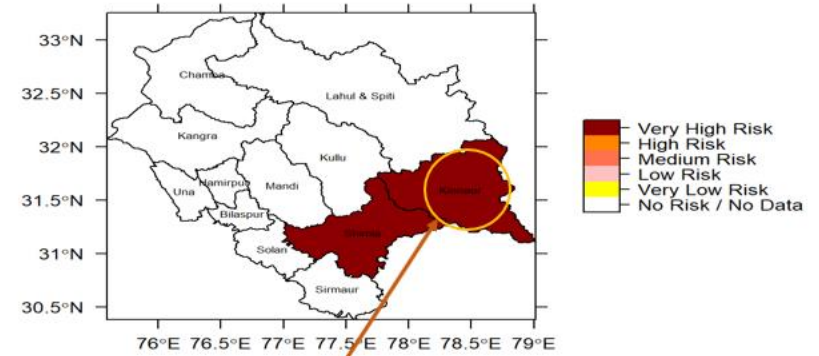 33°N
32.5°N
32°N
31.5°N
31°N
30.5°N
Chamba
Lahul & Spiti
Kangra
Kullu
Hamirpur
Mandi
Una
Bilaspur
Kinnaur
Shimla
Solan
Sirmaur
76°E 76.5°E 77°E 77.5°E 78°E 78.5°E 79°E
Very High Risk
High Risk
Medium Risk
Low Risk
Very Low Risk
No Risk / No Data